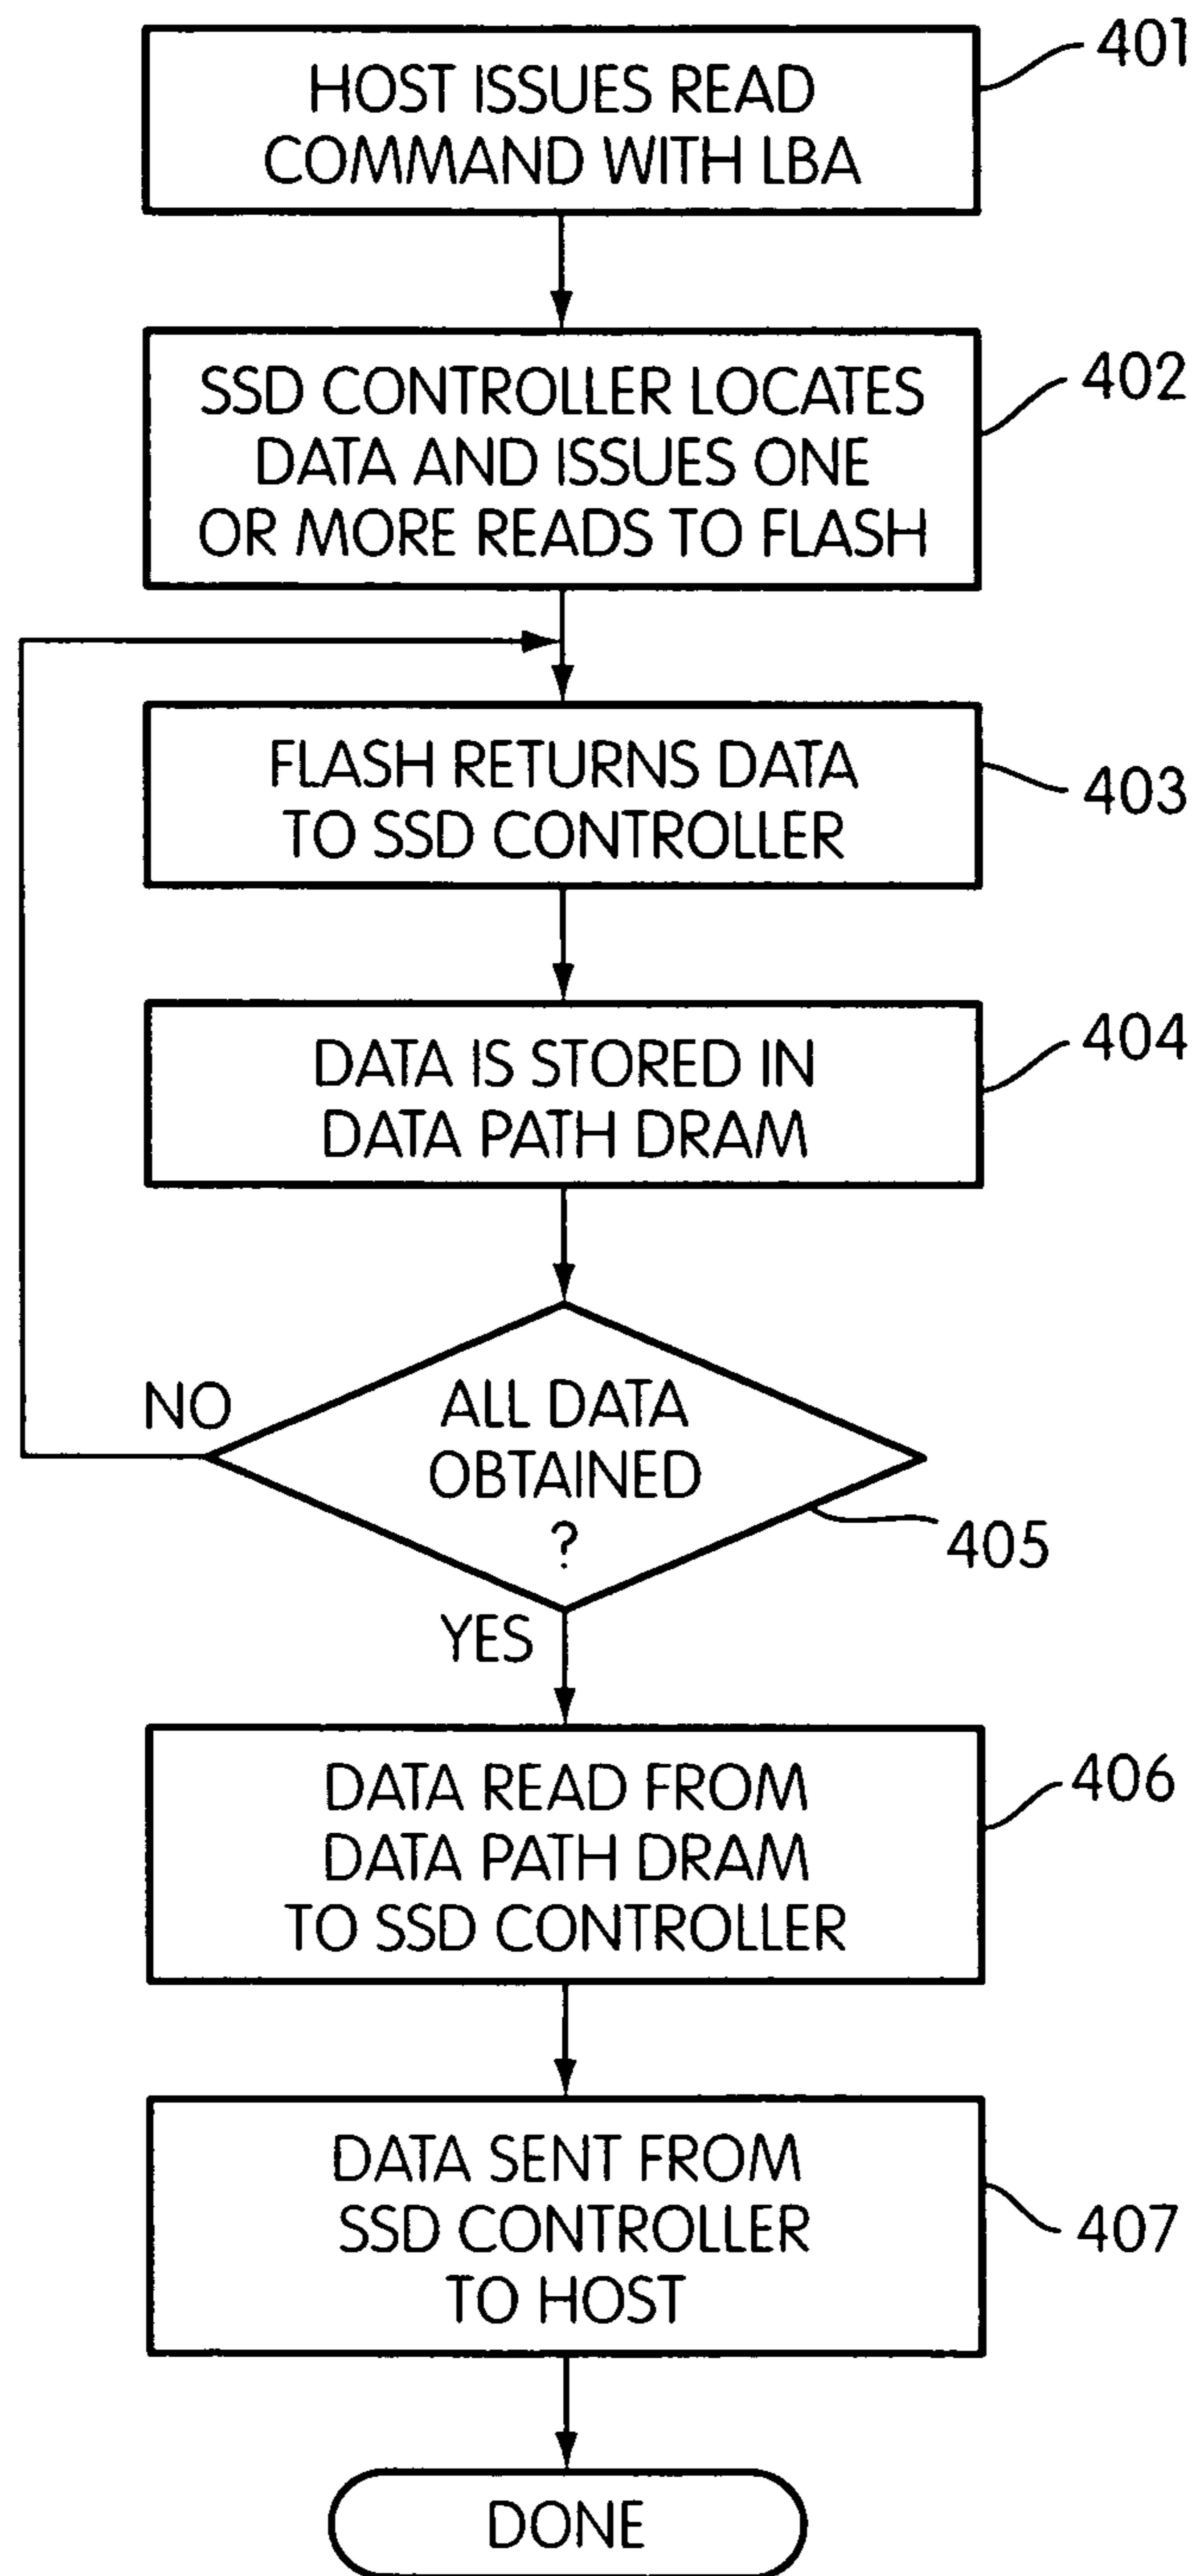 401
HOST ISSUES READ
COMMAND WITH LBA
402
SSD CONTROLLER LOCATES
DATA AND ISSUES ONE
OR MORE READS TO FLASH
403
FLASH RETURNS DATA
TO SSD CONTROLLER
404
DATA IS STORED IN
DATA PATH DRAM
NO
ALL DATA
OBTAINED
?
405
YES
406
DATA READ FROM
DATA PATH DRAM
TO SSD CONTROLLER
407
DATA SENT FROM
SSD CONTROLLER
TO HOST
DONE